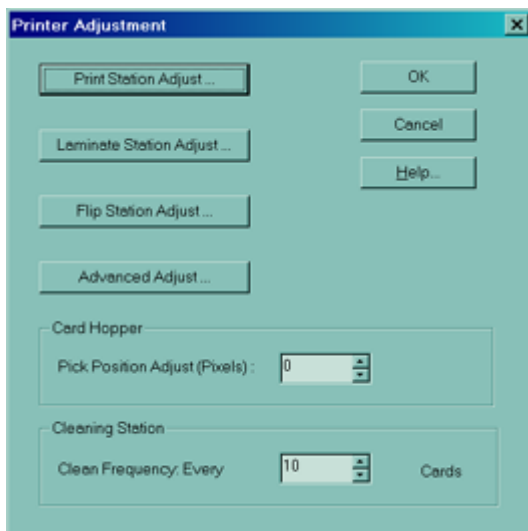 Printer Adjustment
Print Station Adjust ...
OK
Laminate Station Adjust ...
Cancel
Help...
Flip Station Adjust ...
Advanced Adjust ...
Card Hopper
Pick Position Adjust (Pixels) : 0
Cleaning Station
Clean Frequency: Every 10 Cards